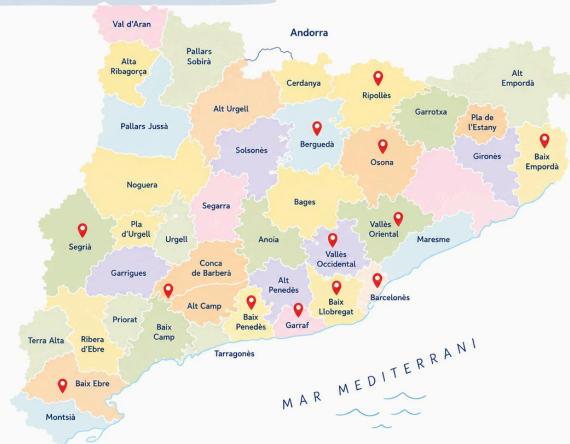 Val d'Aran
Andorra
Pallars
Sobirà
Alta
Ribagorça
Cerdanya
Ripollès
Alt
Empordà
Alt Urgell
Garrotxa
Pla de
l'Estany
Pallars Jussà
Solsonès
Berguedà
Osona
Gironès
Baix
Empordà
Noguera
Segarra
Bages
Segrià
Pla
d'Urgell
Urgell
Anoia
Vallès
Oriental
Maresme
Vallès
Occidental
Garrigues
Conca
de Barberà
Alt
Penedès
Baix
Llobregat
Barcelonès
Alt Camp
Baix
Penedès
Garraf
Priorat
Baix
Camp
Terra Alta
Ribera
d'Ebre
Tarragonès
Baix Ebre
Montsià
MAR MEDITERRANI